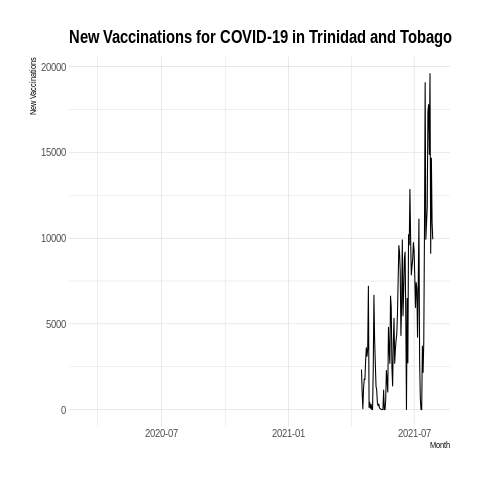 New Vaccinations for COVID-19 in Trinidad and Tobago
New Vaccinations
20000
15000
10000
5000
0
2020-07
2021-01
2021-07
Month